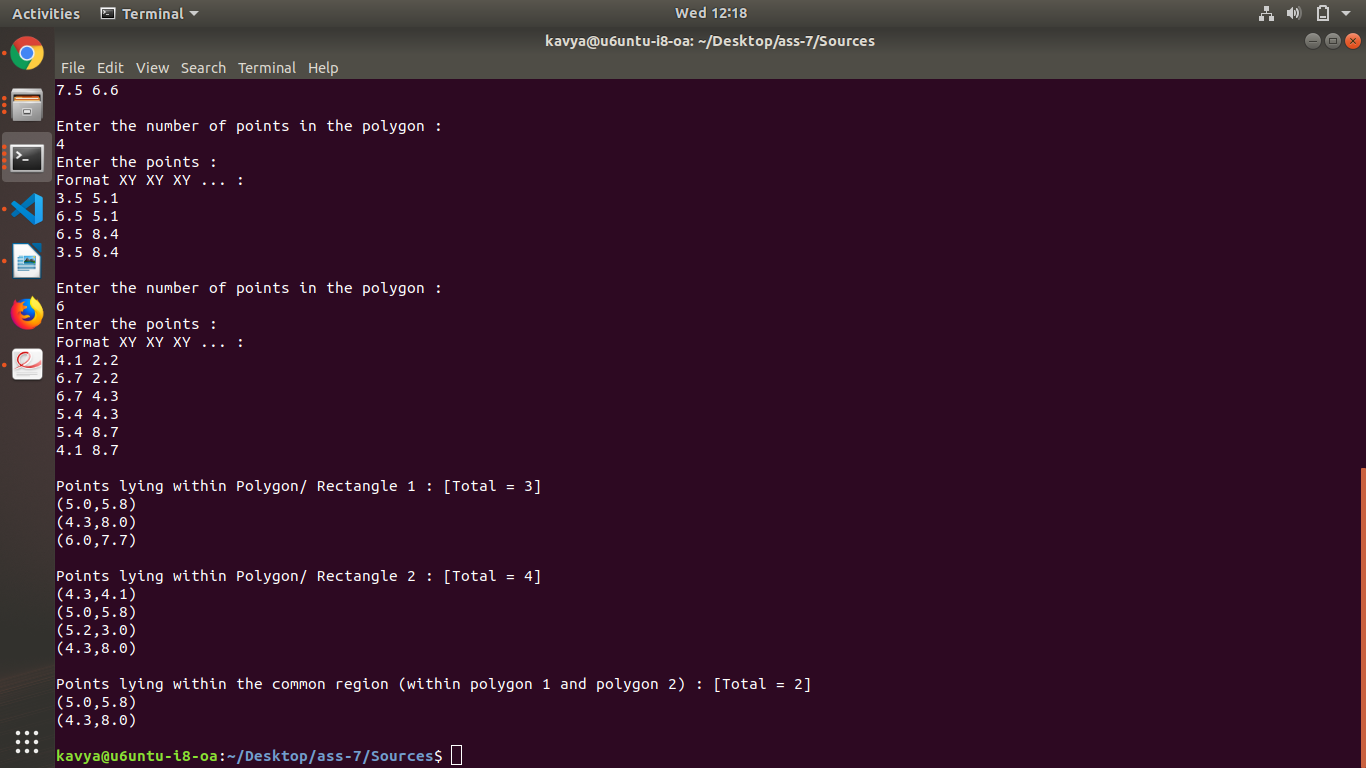 Activities Terminal Wed 12:18
kavya@u6untu-i8-oa: ~/Desktop/ass-7/Sources
File Edit View Search Terminal Help
7.5 6.6
Enter the number of points in the polygon :
4
Enter the points :
Format XY XY XY ... :
3.5 5.1
6.5 5.1
6.5 8.4
3.5 8.4
Enter the number of points in the polygon :
6
Enter the points :
Format XY XY XY ... :
4.1 2.2
6.7 2.2
6.7 4.3
5.4 4.3
5.4 8.7
4.1 8.7
Points lying within Polygon/ Rectangle 1 : [Total = 3]
(5.0,5.8)
(4.3,8.0)
(6.0,7.7)
Points lying within Polygon/ Rectangle 2 : [Total = 4]
(4.3,4.1)
(5.0,5.8)
(5.2,3.0)
(4.3,8.0)
Points lying within the common region (within polygon 1 and polygon 2) : [Total = 2]
(5.0,5.8)
(4.3,8.0)
kavya@u6untu-i8-oa:~/Desktop/ass-7/Sources$